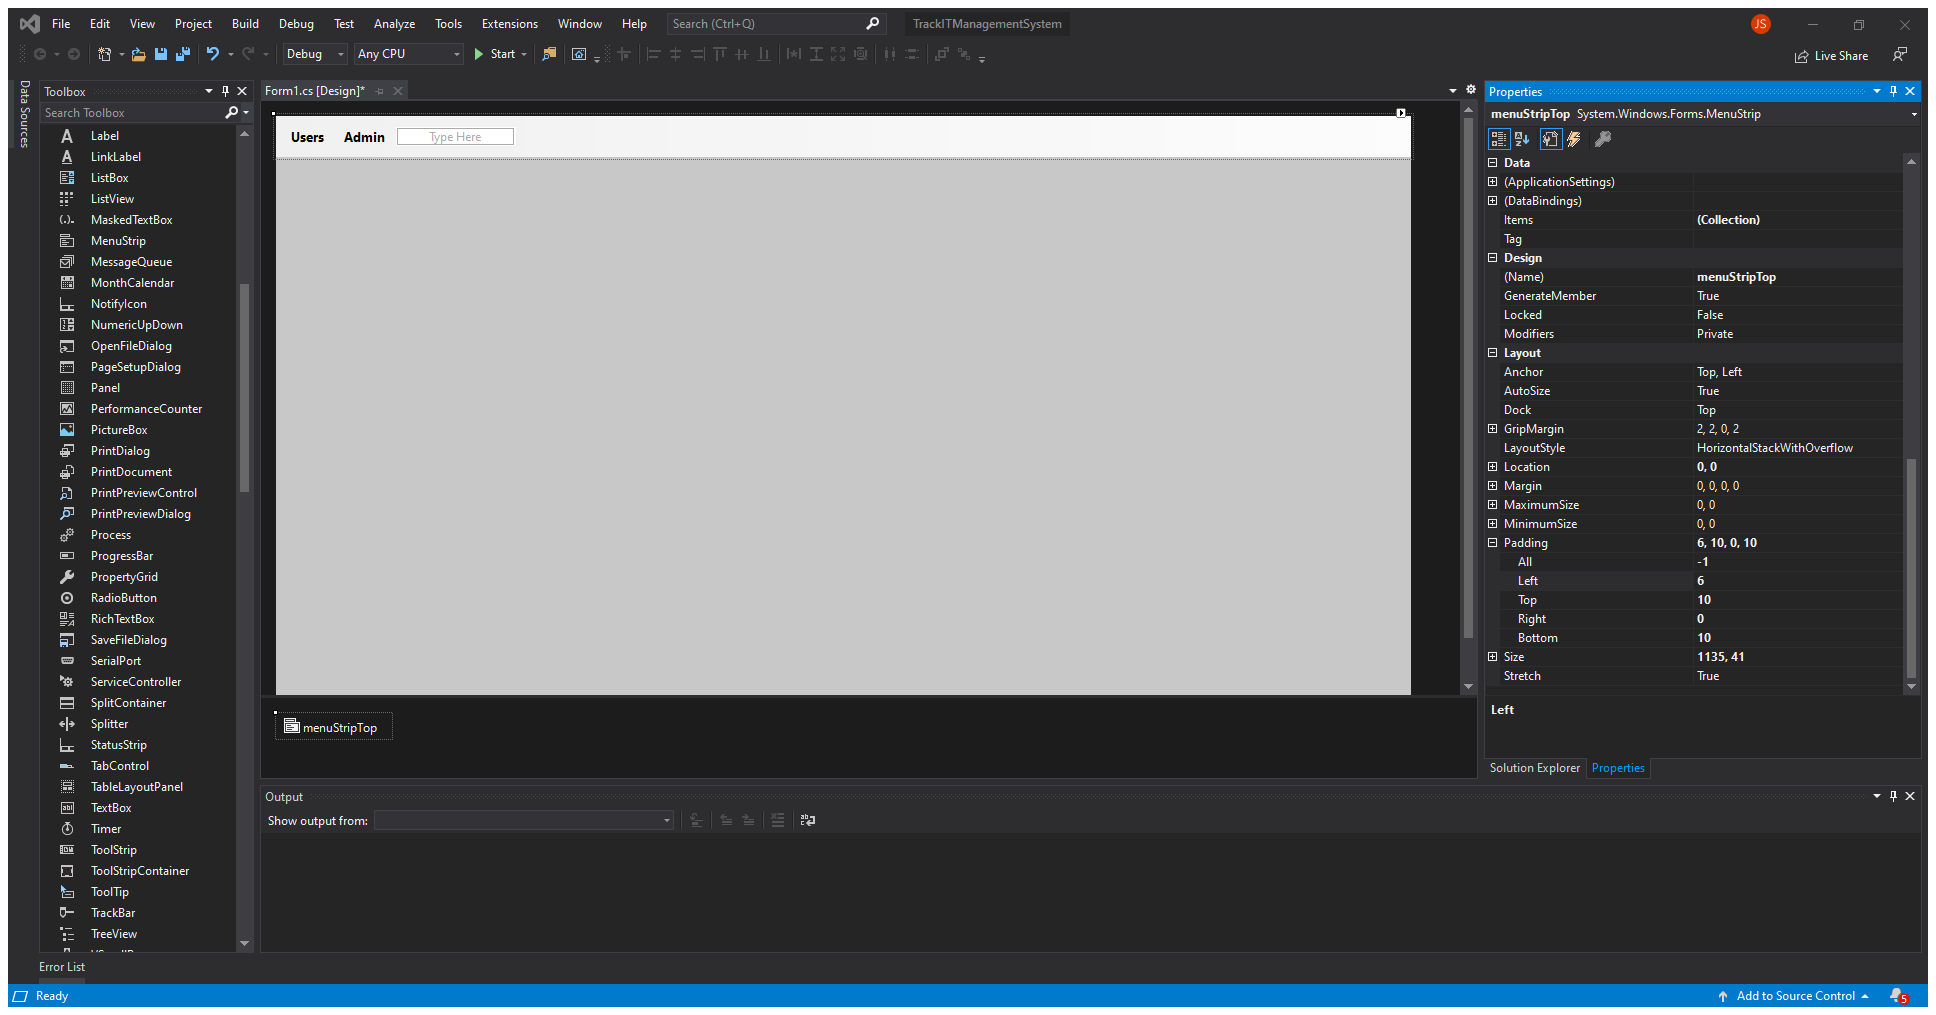 File Edit View Project Build Debug Test Analyze Tools Extensions Window Help Search (Ctrl+Q) TrackITManagementSystem JS
Debug Any CPU Start Live Share
Data Sources
Toolbox
Search Toolbox
Label
LinkLabel
ListBox
ListView
MaskedTextBox
MenuStrip
MessageQueue
MonthCalendar
NotifyIcon
NumericUpDown
OpenFileDialog
PageSetupDialog
Panel
PerformanceCounter
PictureBox
PrintDialog
PrintDocument
PrintPreviewControl
PrintPreviewDialog
Process
ProgressBar
PropertyGrid
RadioButton
RichTextBox
SaveFileDialog
SerialPort
ServiceController
SplitContainer
Splitter
StatusStrip
TabControl
TableLayoutPanel
TextBox
Timer
ToolStrip
ToolStripContainer
ToolTip
TrackBar
TreeView
Form1.cs [Design]*
Users Admin Type Here
menuStripTop
Output
Show output from:
Properties
menuStripTop System.Windows.Forms.MenuStrip
Data
(ApplicationSettings)
(DataBindings)
Items (Collection)
Tag
Design
(Name) menuStripTop
GenerateMember True
Locked False
Modifiers Private
Layout
Anchor Top, Left
AutoSize True
Dock Top
GripMargin 2, 2, 0, 2
LayoutStyle HorizontalStackWithOverflow
Location 0, 0
Margin 0, 0, 0, 0
MaximumSize 0, 0
MinimumSize 0, 0
Padding 6, 10, 0, 10
All -1
Left 6
Top 10
Right 0
Bottom 10
Size 1135, 41
Stretch True
Left
Solution Explorer Properties
Error List
Ready Add to Source Control 5